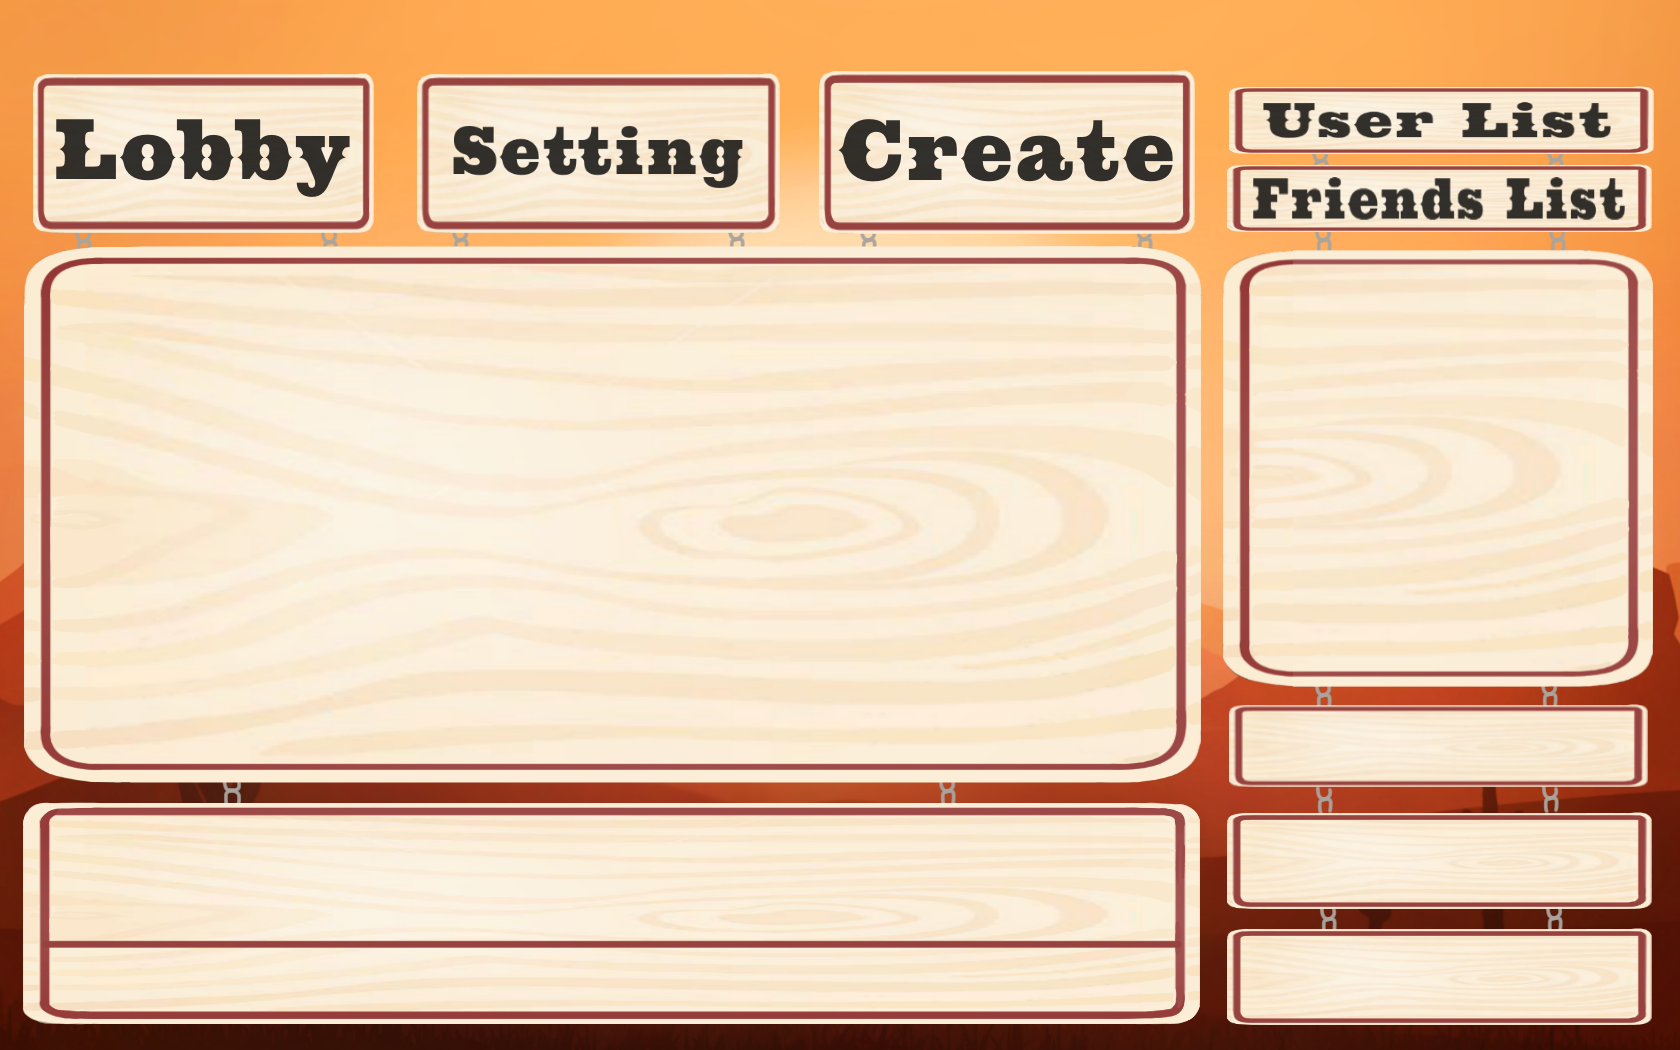 Lobby
Setting
Create
User List
Friends List